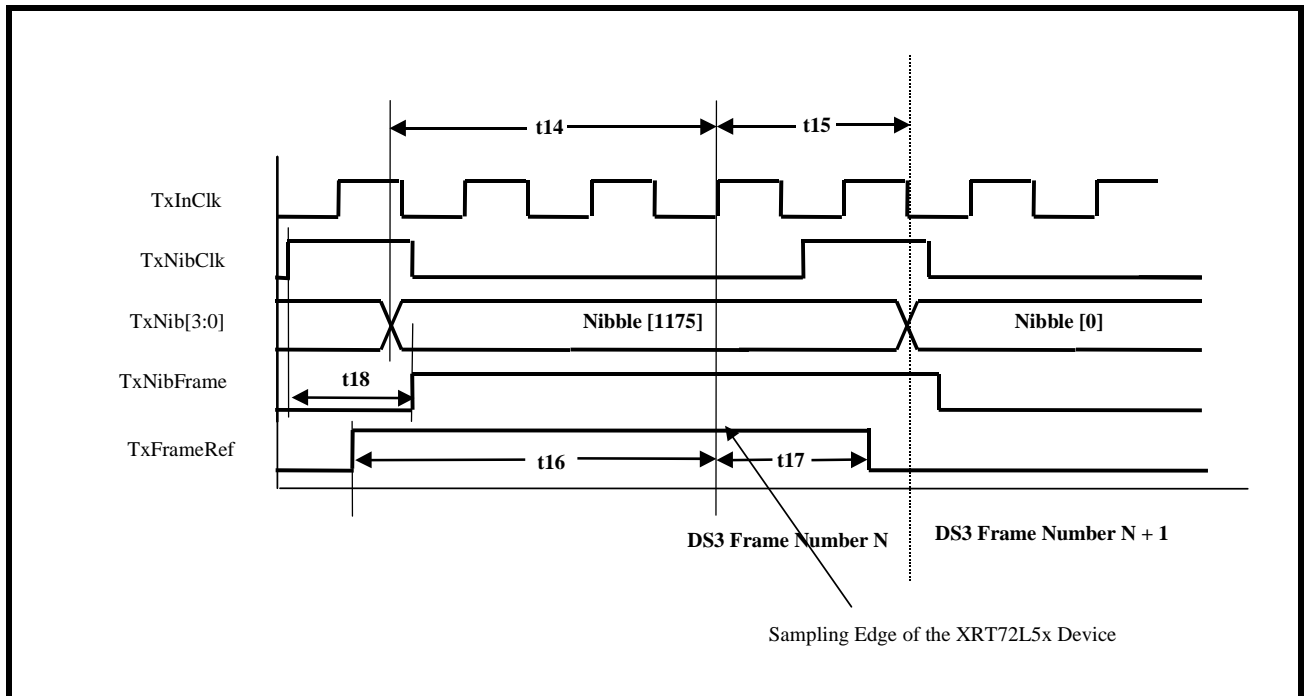 t14
t15
TxInClk
TxNibClk
TxNib[3:0]
Nibble [1175]
Nibble [0]
TxNibFrame
t18
TxFrameRef
t16
t17
DS3 Frame Number N
DS3 Frame Number N + 1
Sampling Edge of the XRT72L5x Device